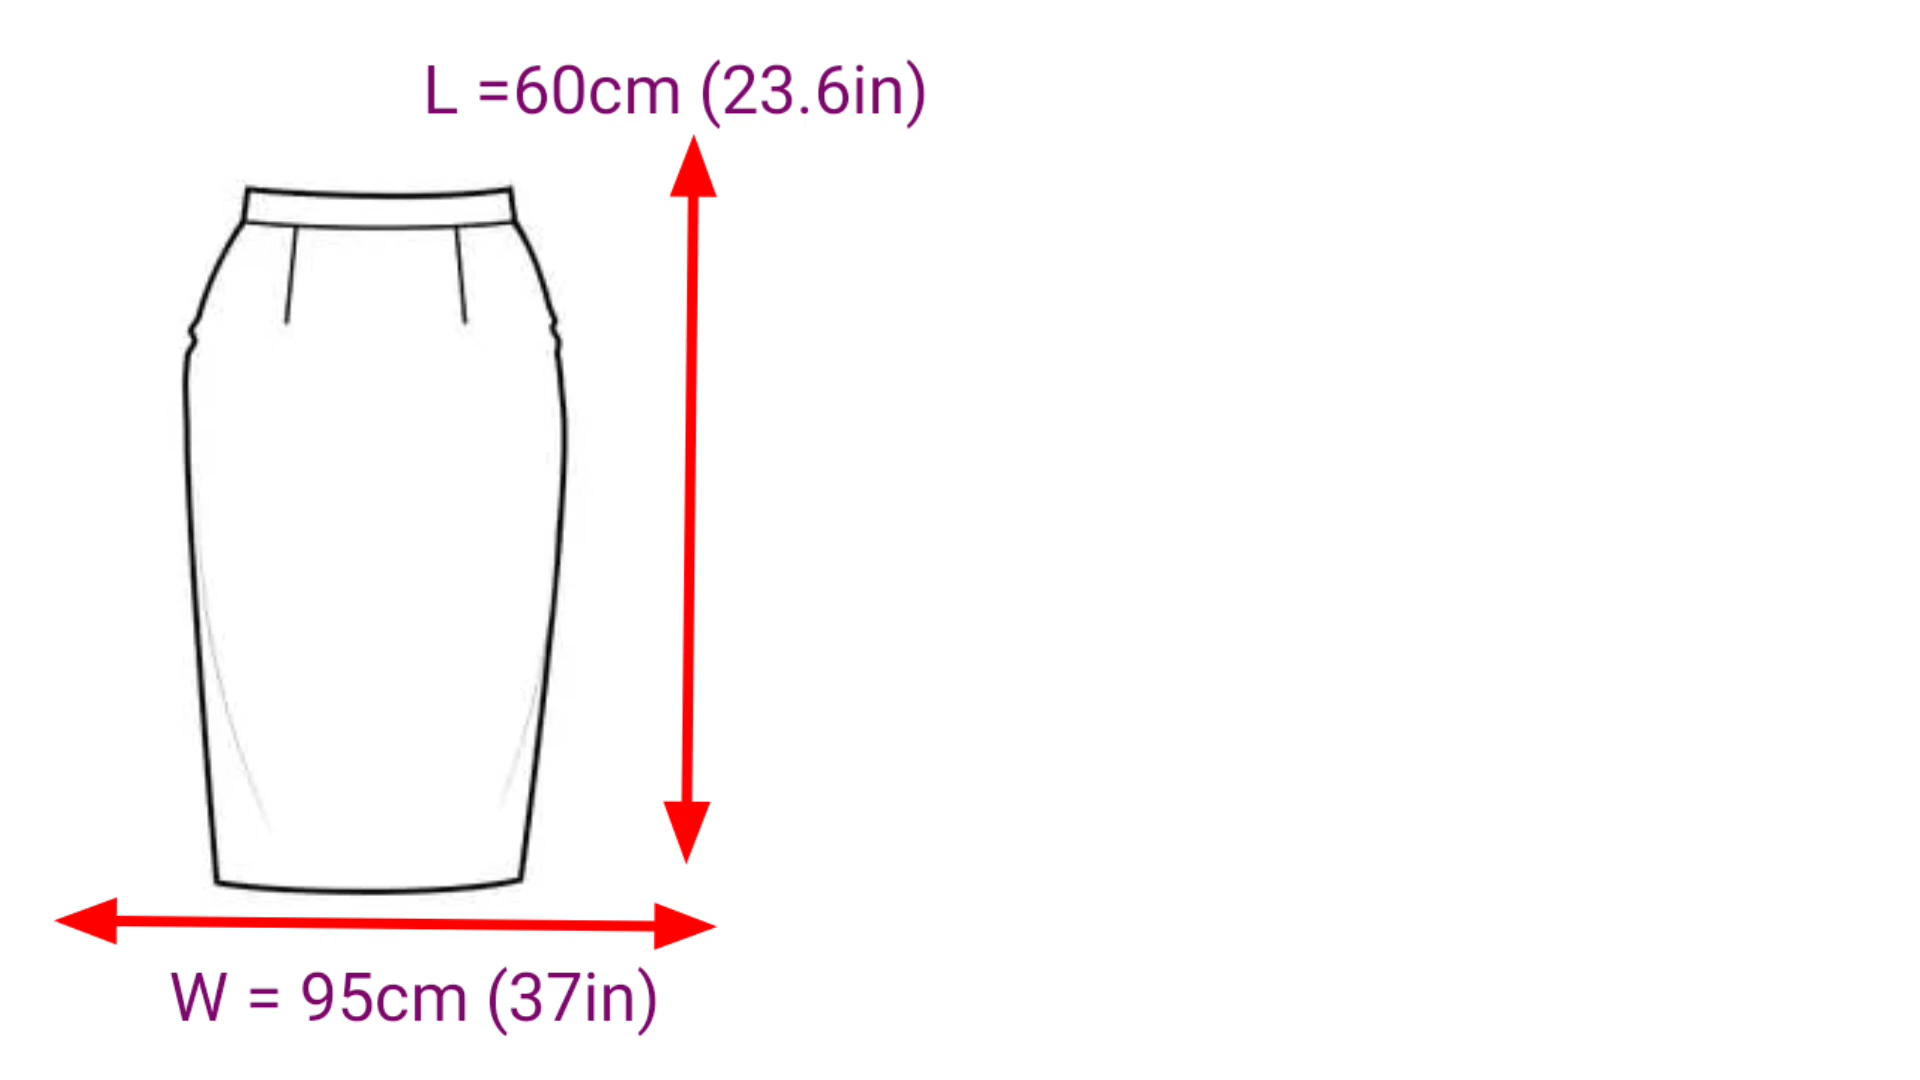 L =60cm (23.6in)
W = 95cm (37in)